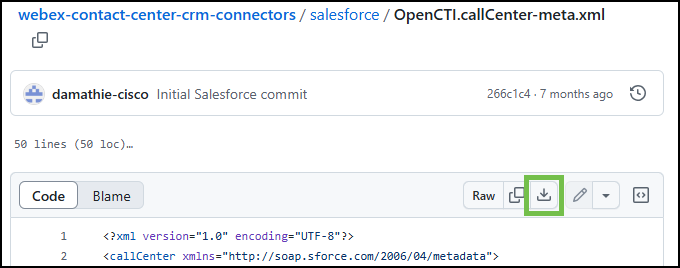 webex-contact-center-crm-connectors / salesforce / OpenCTI.callCenter-meta.xml
damathie-cisco Initial Salesforce commit 266c1c4 · 7 months ago
50 lines (50 loc)…
Code Blame Raw
1 <?xml version="1.0" encoding="UTF-8"?>
2 <callCenter xmlns="http://soap.sforce.com/2006/04/metadata">